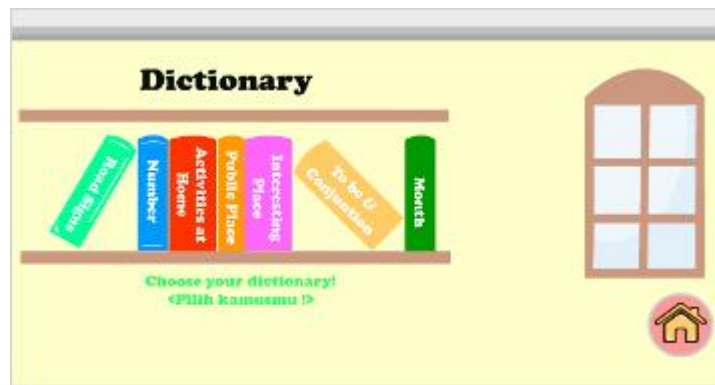 Dictionary
Road Signs
Number
Activities at
Home
Public Place
Interesting
Place
To be &
Conjuntion
Month
Choose your dictionary!
<Pilih kamusmu !>